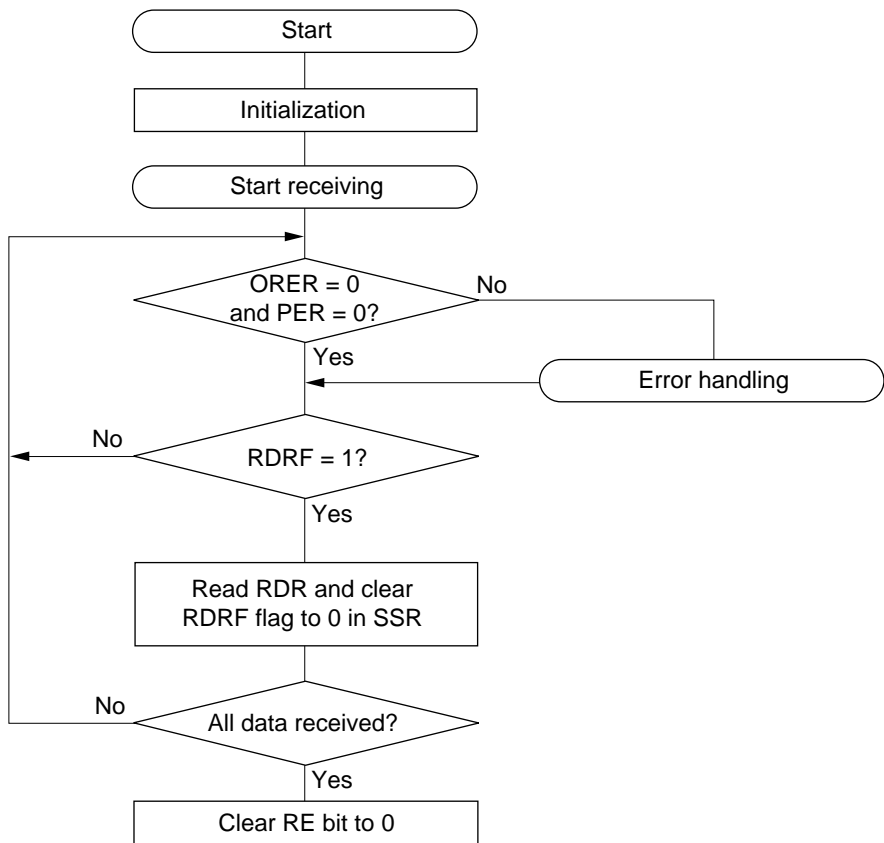 Start
Initialization
Start receiving
ORER = 0
and PER = 0?
No
Yes
Error handling
No
RDRF = 1?
Yes
Read RDR and clear
RDRF flag to 0 in SSR
No
All data received?
Yes
Clear RE bit to 0